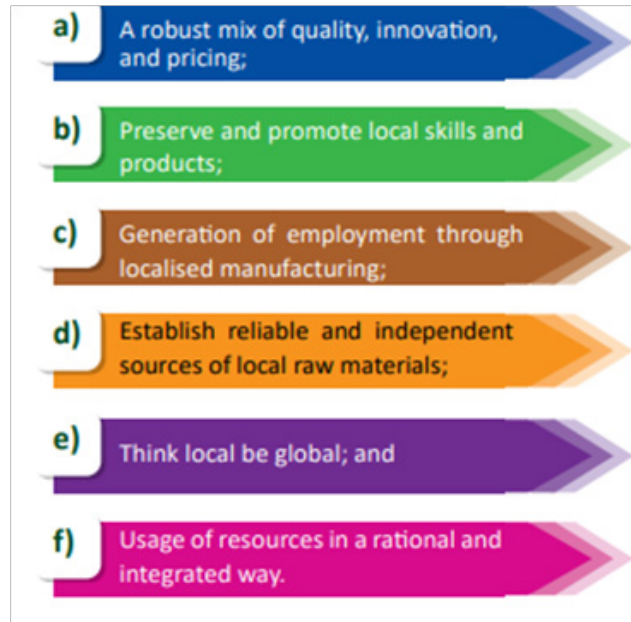 a) A robust mix of quality, innovation,
and pricing;
b) Preserve and promote local skills and
products;
c) Generation of employment through
localised manufacturing;
d) Establish reliable and independent
sources of local raw materials;
e) Think local be global; and
f) Usage of resources in a rational and
integrated way.